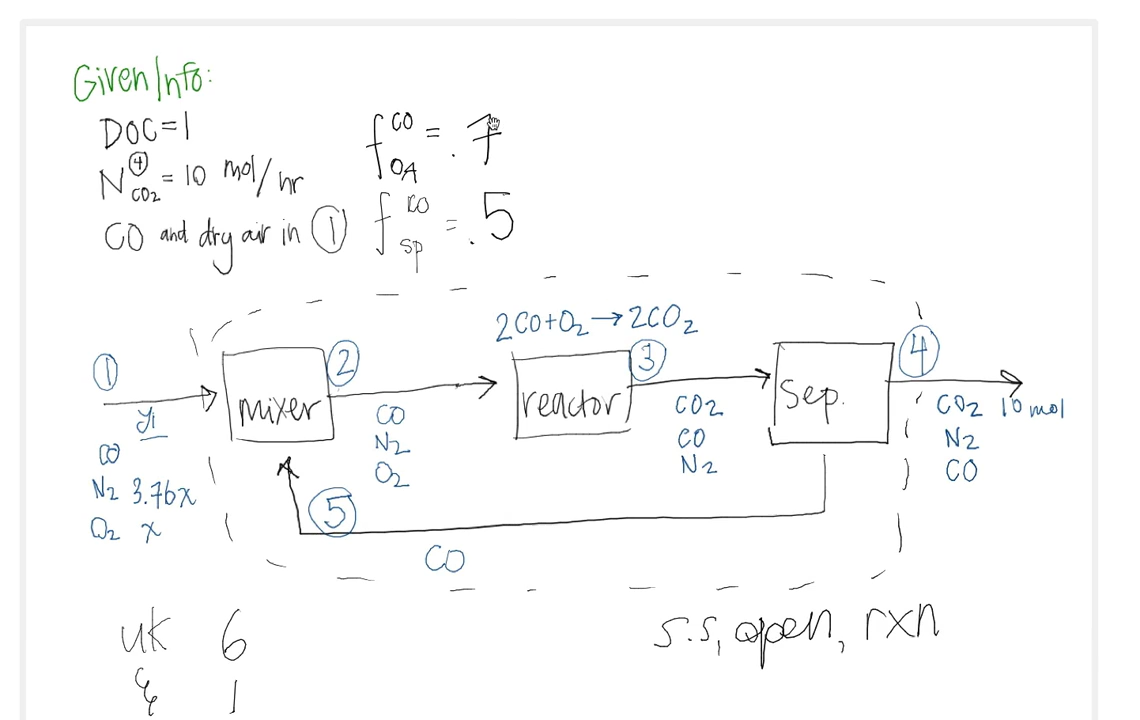 Given Info:
DOC=1
N④CO2 = 10 mol/hr
CO and dry air in ①
f^CO_OA = .7
f^CO_sp = .5
2CO+O2→2CO2
① ② ③ ④
mixer reactor Sep.
y1
CO
N2 3.76x
O2 x
CO
N2
O2
CO2
CO
N2
CO2 10 mol
N2
CO
⑤
CO
uk 6
ξ 1
s.s, open, rxn